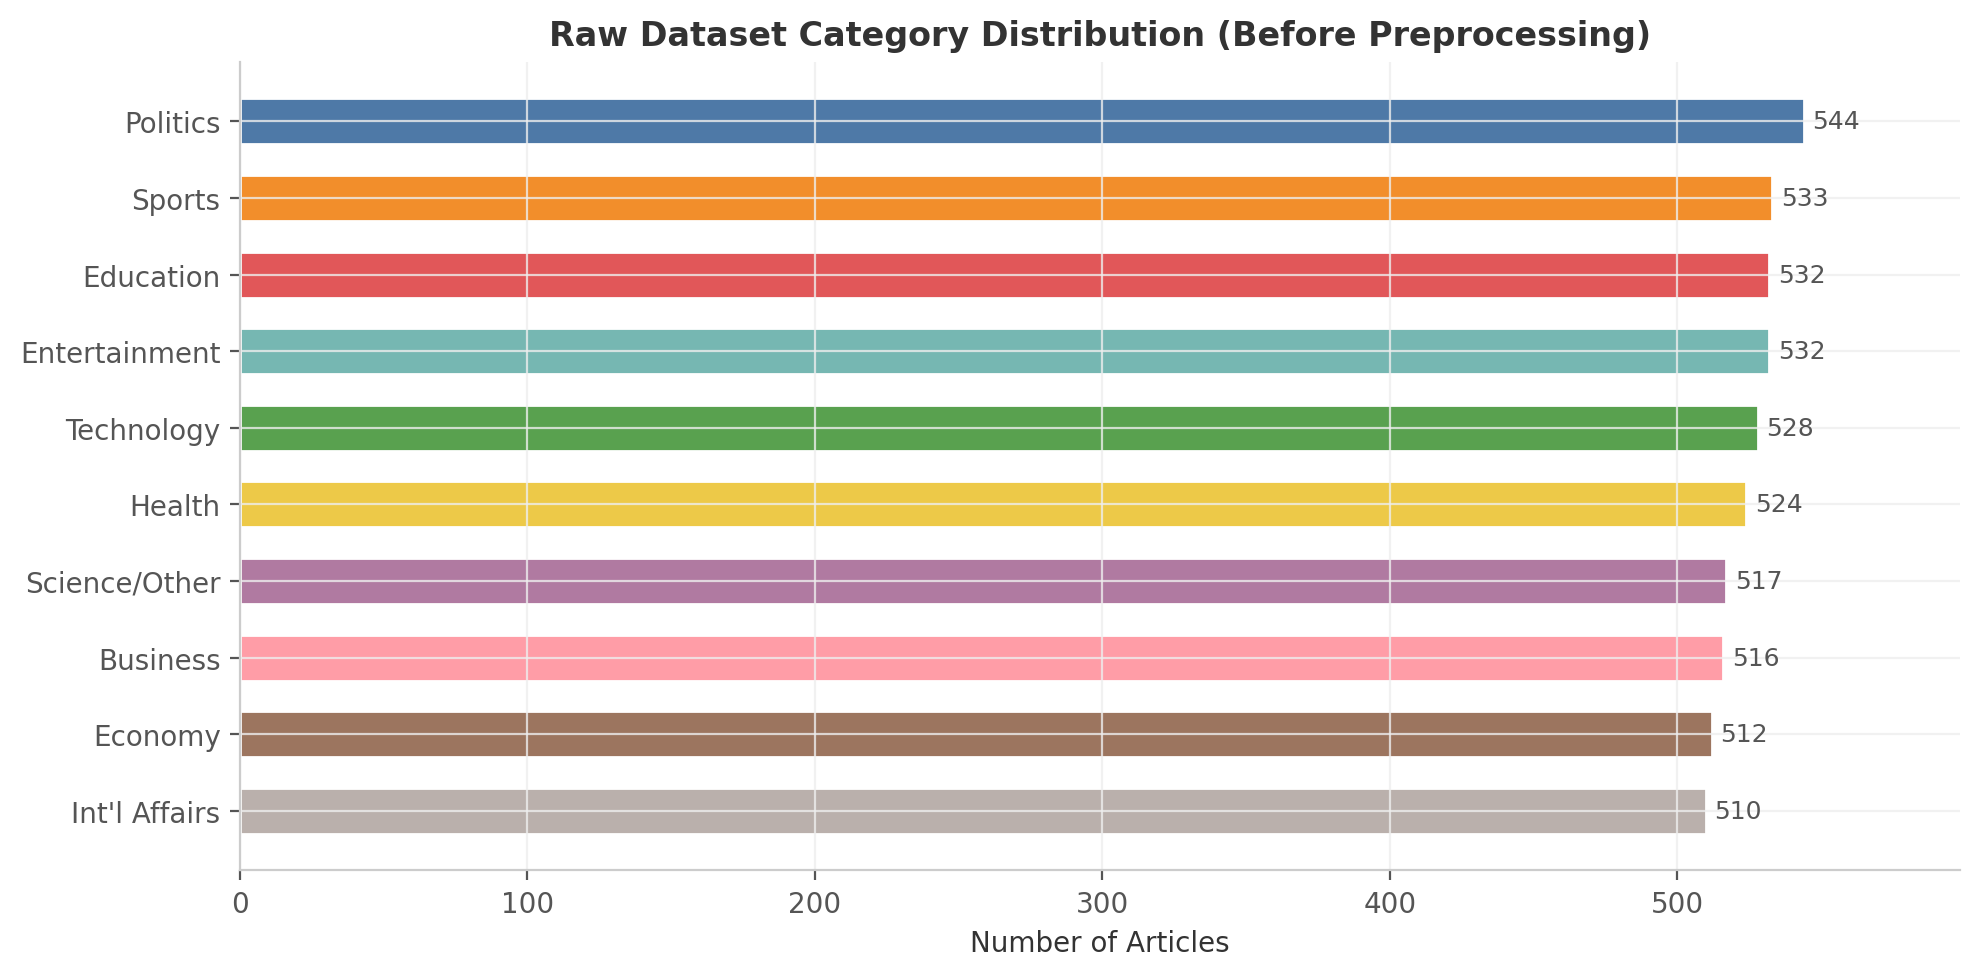 Raw Dataset Category Distribution (Before Preprocessing)
Politics 544
Sports 533
Education 532
Entertainment 532
Technology 528
Health 524
Science/Other 517
Business 516
Economy 512
Int'l Affairs 510
0 100 200 300 400 500
Number of Articles